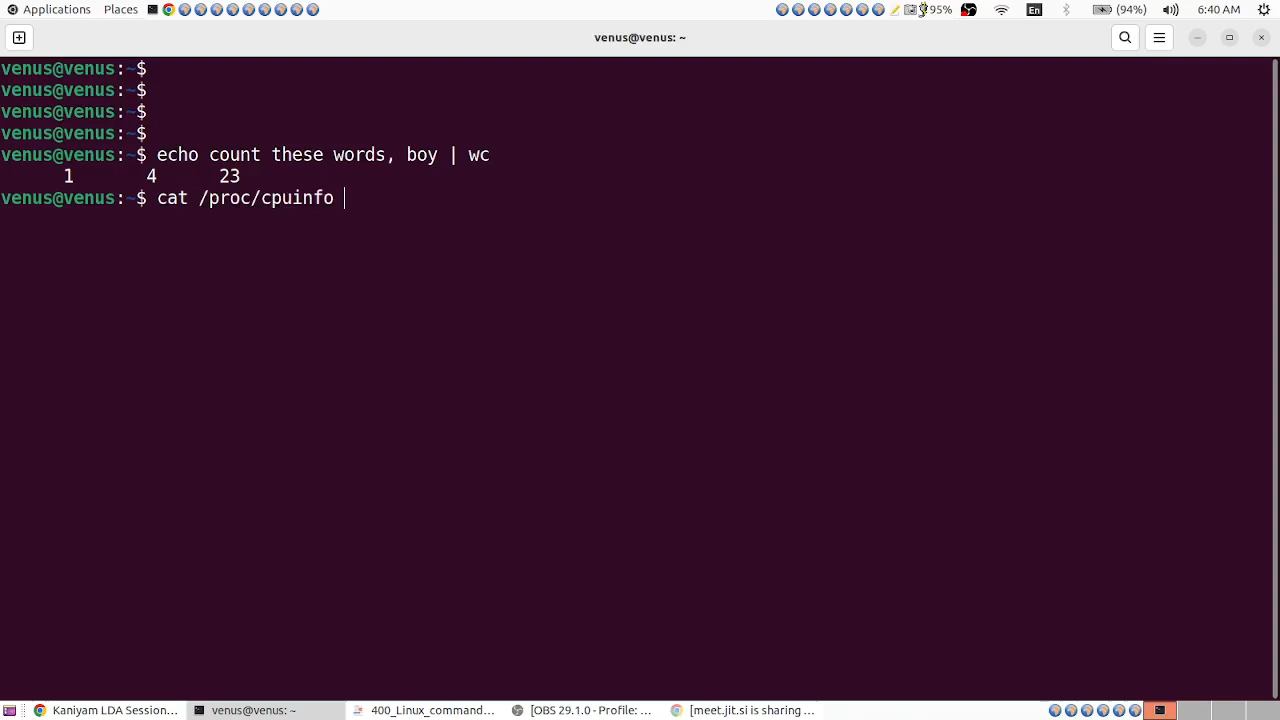 Applications Places 95% En (94%) 6:40 AM
venus@venus: ~
venus@venus:~$
venus@venus:~$
venus@venus:~$
venus@venus:~$
venus@venus:~$ echo count these words, boy | wc
1 4 23
venus@venus:~$ cat /proc/cpuinfo
Kaniyam LDA Session... venus@venus: ~ 400_Linux_command... [OBS 29.1.0 - Profile: ... [meet.jit.si is sharing ...